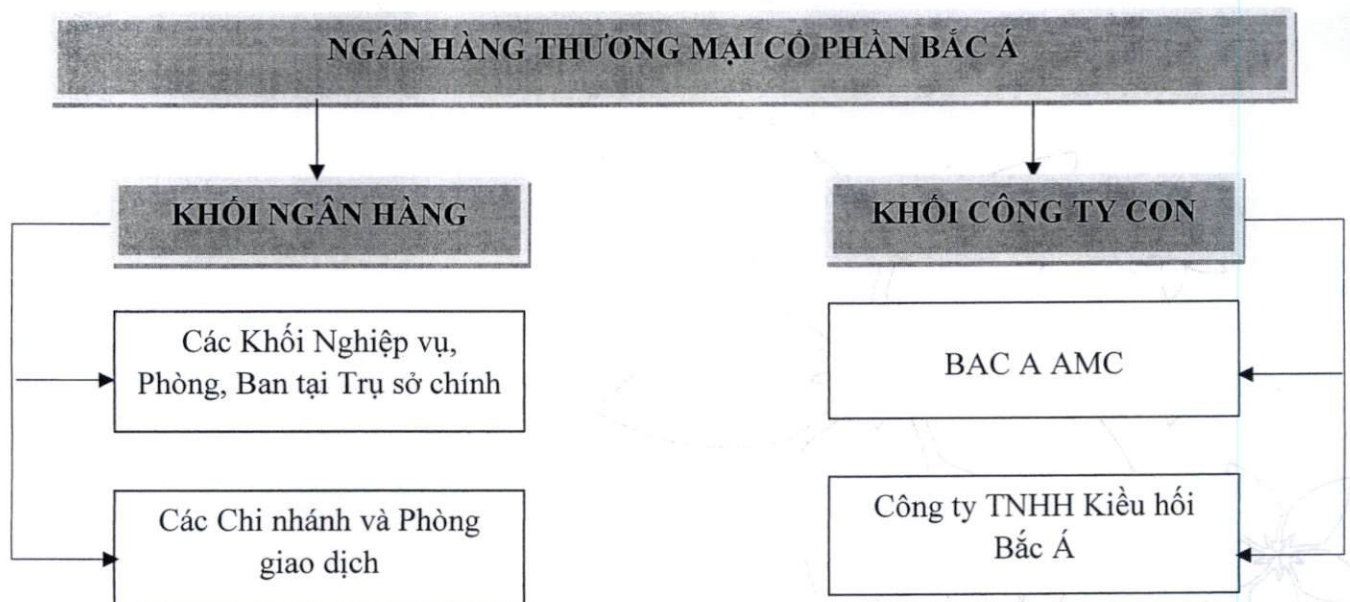 NGÂN HÀNG THƯƠNG MẠI CỔ PHẦN BẮC Á
KHỐI NGÂN HÀNG
KHỐI CÔNG TY CON
Các Khối Nghiệp vụ,
Phòng, Ban tại Trụ sở chính
BAC A AMC
Các Chi nhánh và Phòng
giao dịch
Công ty TNHH Kiều hối
Bắc Á